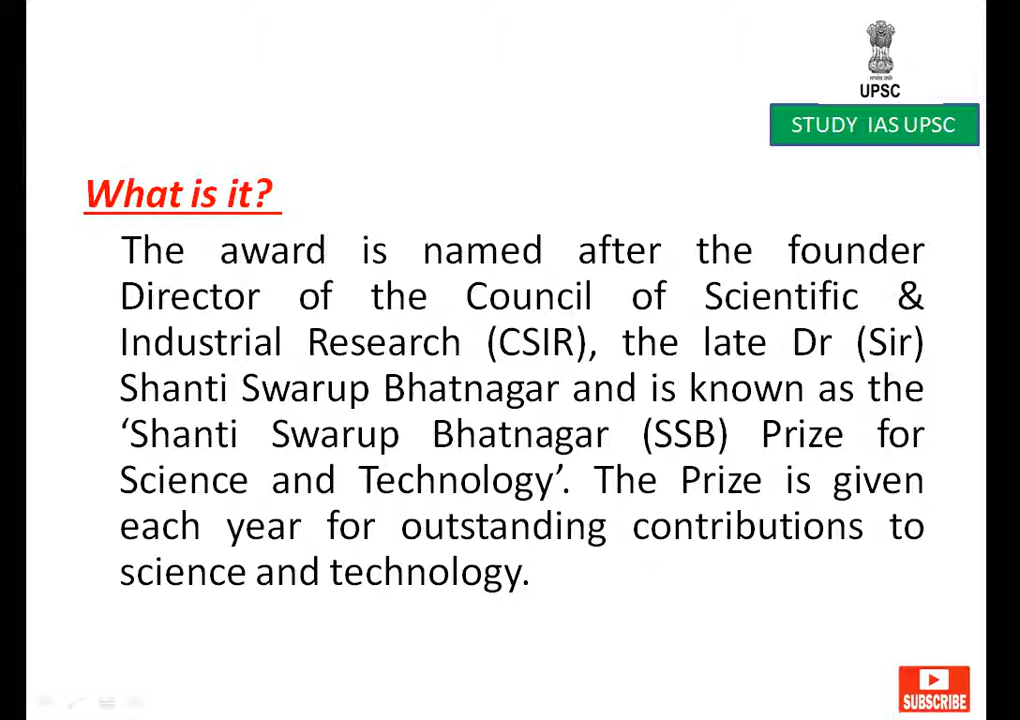 UPSC
STUDY IAS UPSC
What is it?
The award is named after the founder
Director of the Council of Scientific &
Industrial Research (CSIR), the late Dr (Sir)
Shanti Swarup Bhatnagar and is known as the
‘Shanti Swarup Bhatnagar (SSB) Prize for
Science and Technology’. The Prize is given
each year for outstanding contributions to
science and technology.
SUBSCRIBE